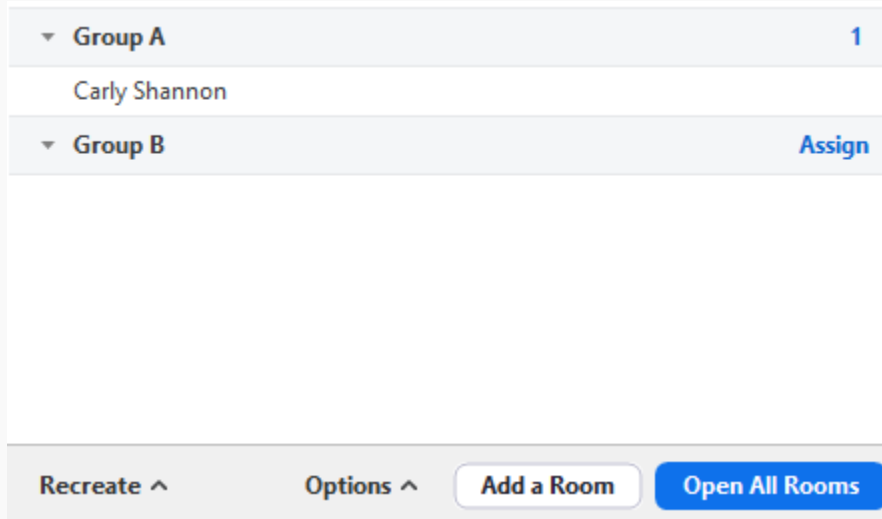 Group A 1
Carly Shannon
Group B Assign
Recreate Options Add a Room Open All Rooms